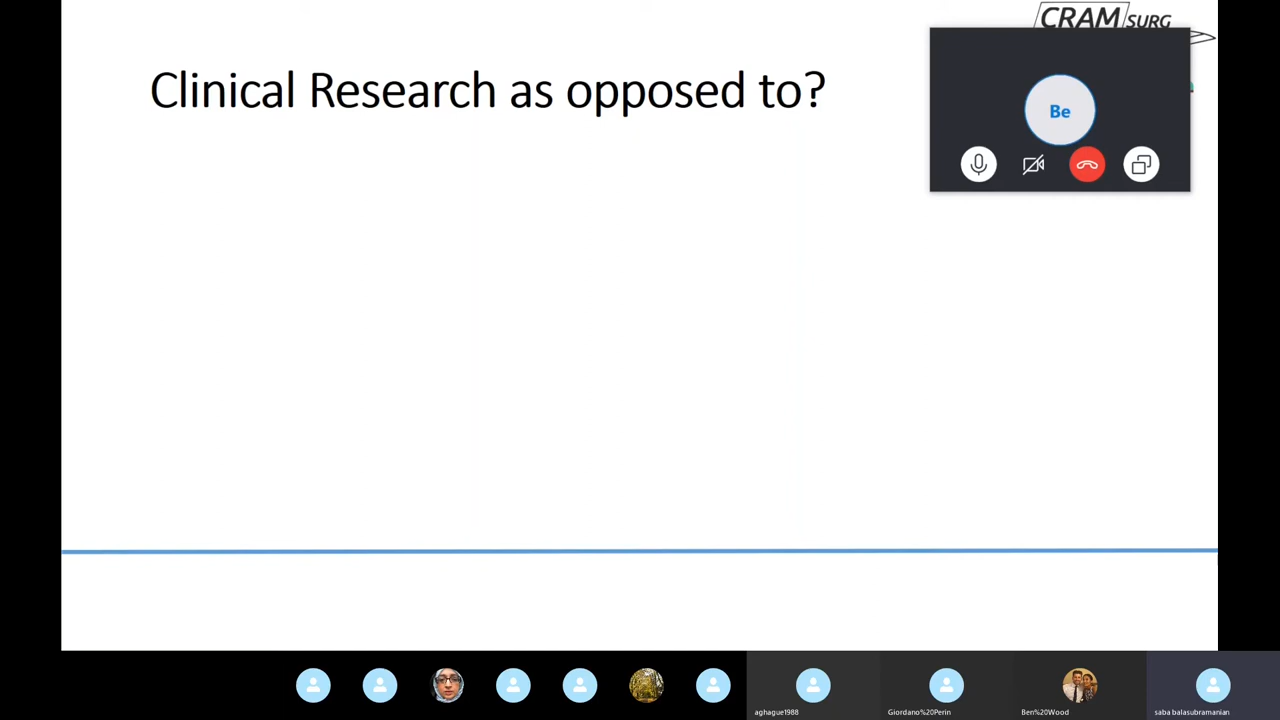 CRAM SURG
Clinical Research as opposed to?
Be
aghague1988
Giordano%20Perin
Ben%20Wood
saba balasubramanian